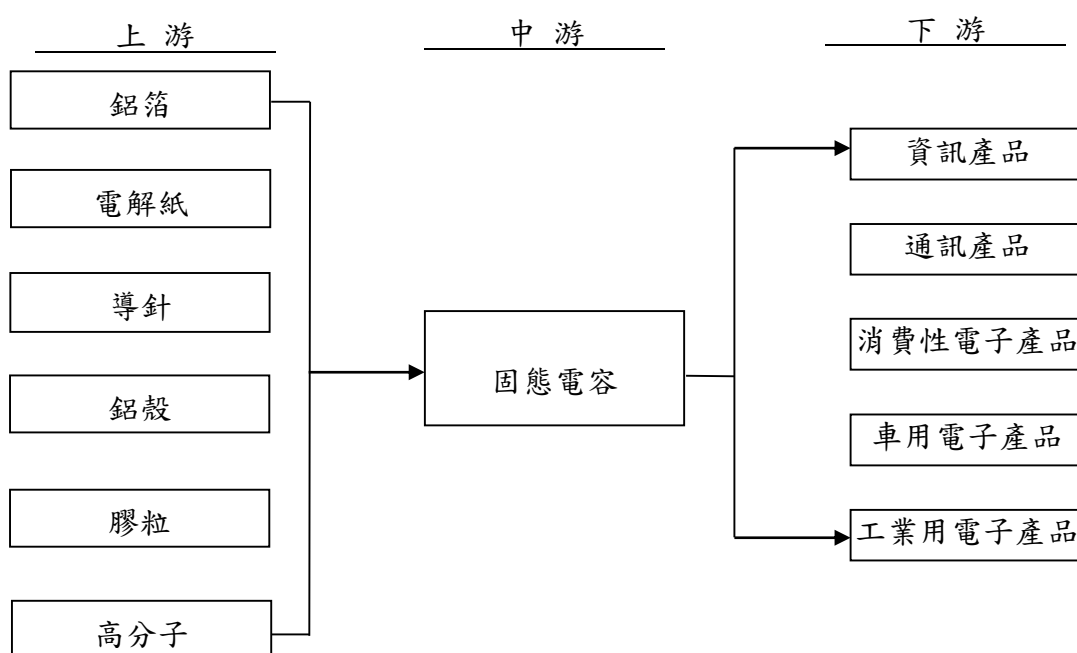 上 游
中 游
下 游
鋁箔
電解紙
導針
鋁殼
膠粒
高分子
固態電容
資訊產品
通訊產品
消費性電子產品
車用電子產品
工業用電子產品